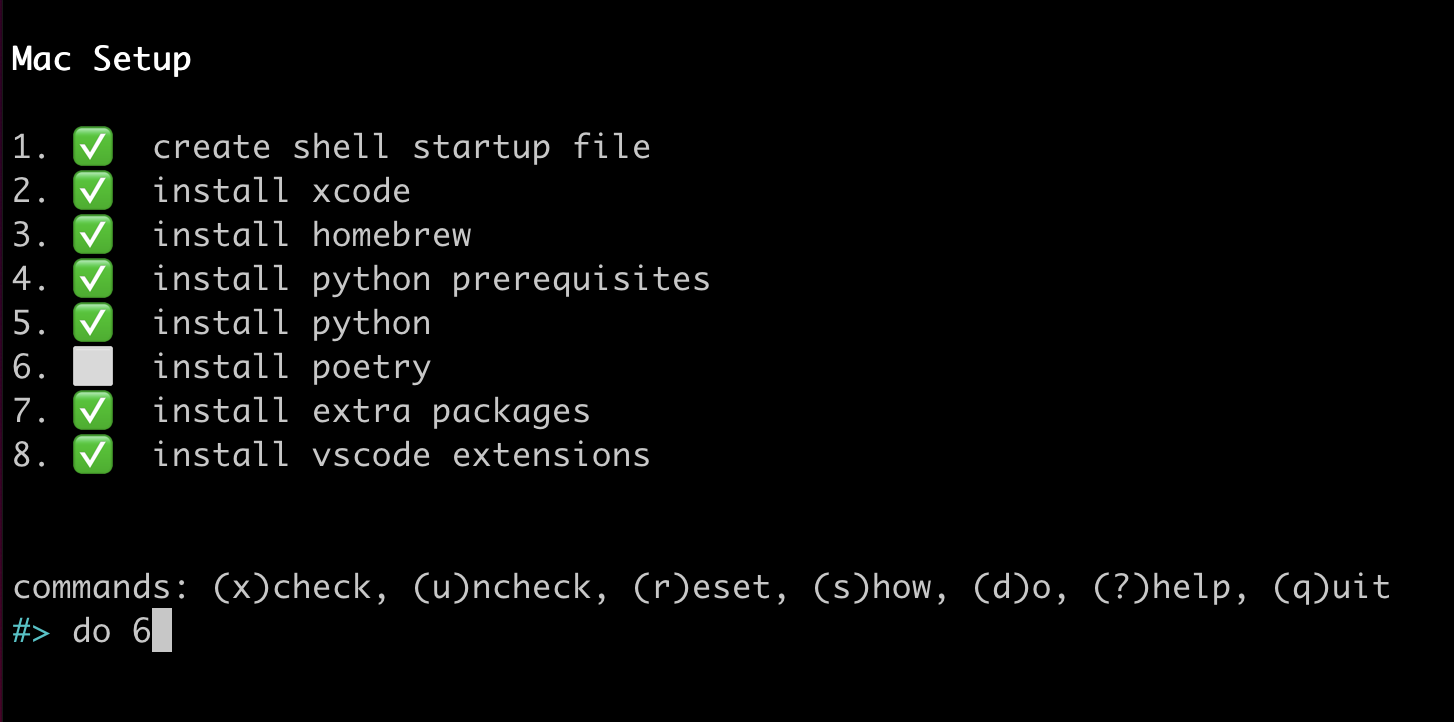 Mac Setup
1. ✅ create shell startup file
2. ✅ install xcode
3. ✅ install homebrew
4. ✅ install python prerequisites
5. ✅ install python
6. ⬜ install poetry
7. ✅ install extra packages
8. ✅ install vscode extensions
commands: (x)check, (u)ncheck, (r)eset, (s)how, (d)o, (?)help, (q)uit
#> do 6